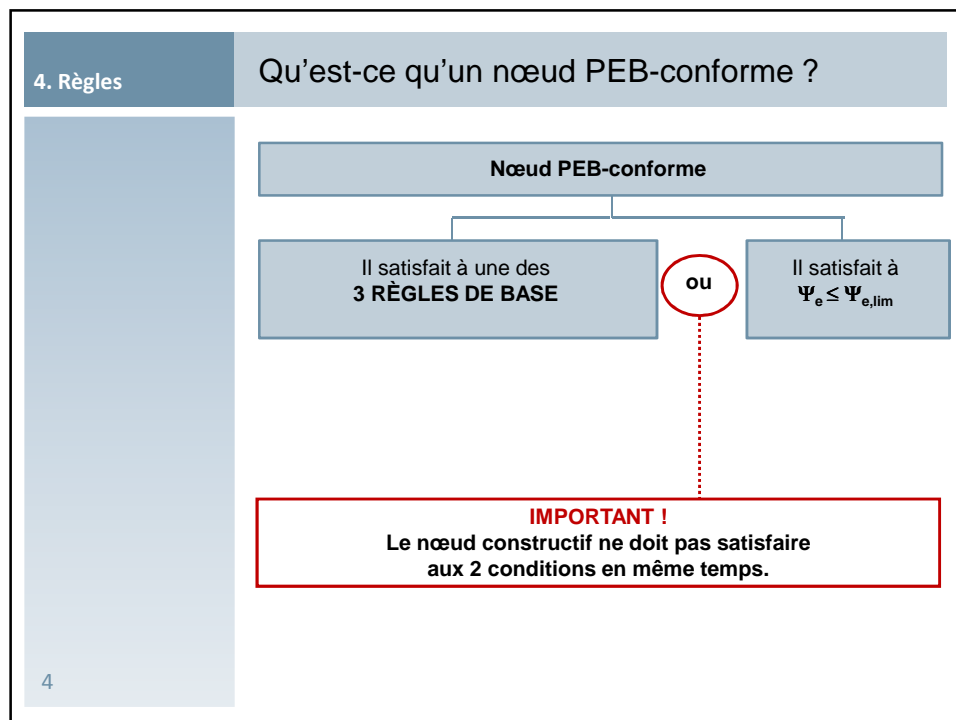 4. Règles
Qu'est-ce qu'un nœud PEB-conforme ?
Nœud PEB-conforme
Il satisfait à une des
3 RÈGLES DE BASE
ou
Il satisfait à
Ψe ≤ Ψe,lim
IMPORTANT !
Le nœud constructif ne doit pas satisfaire
aux 2 conditions en même temps.
4